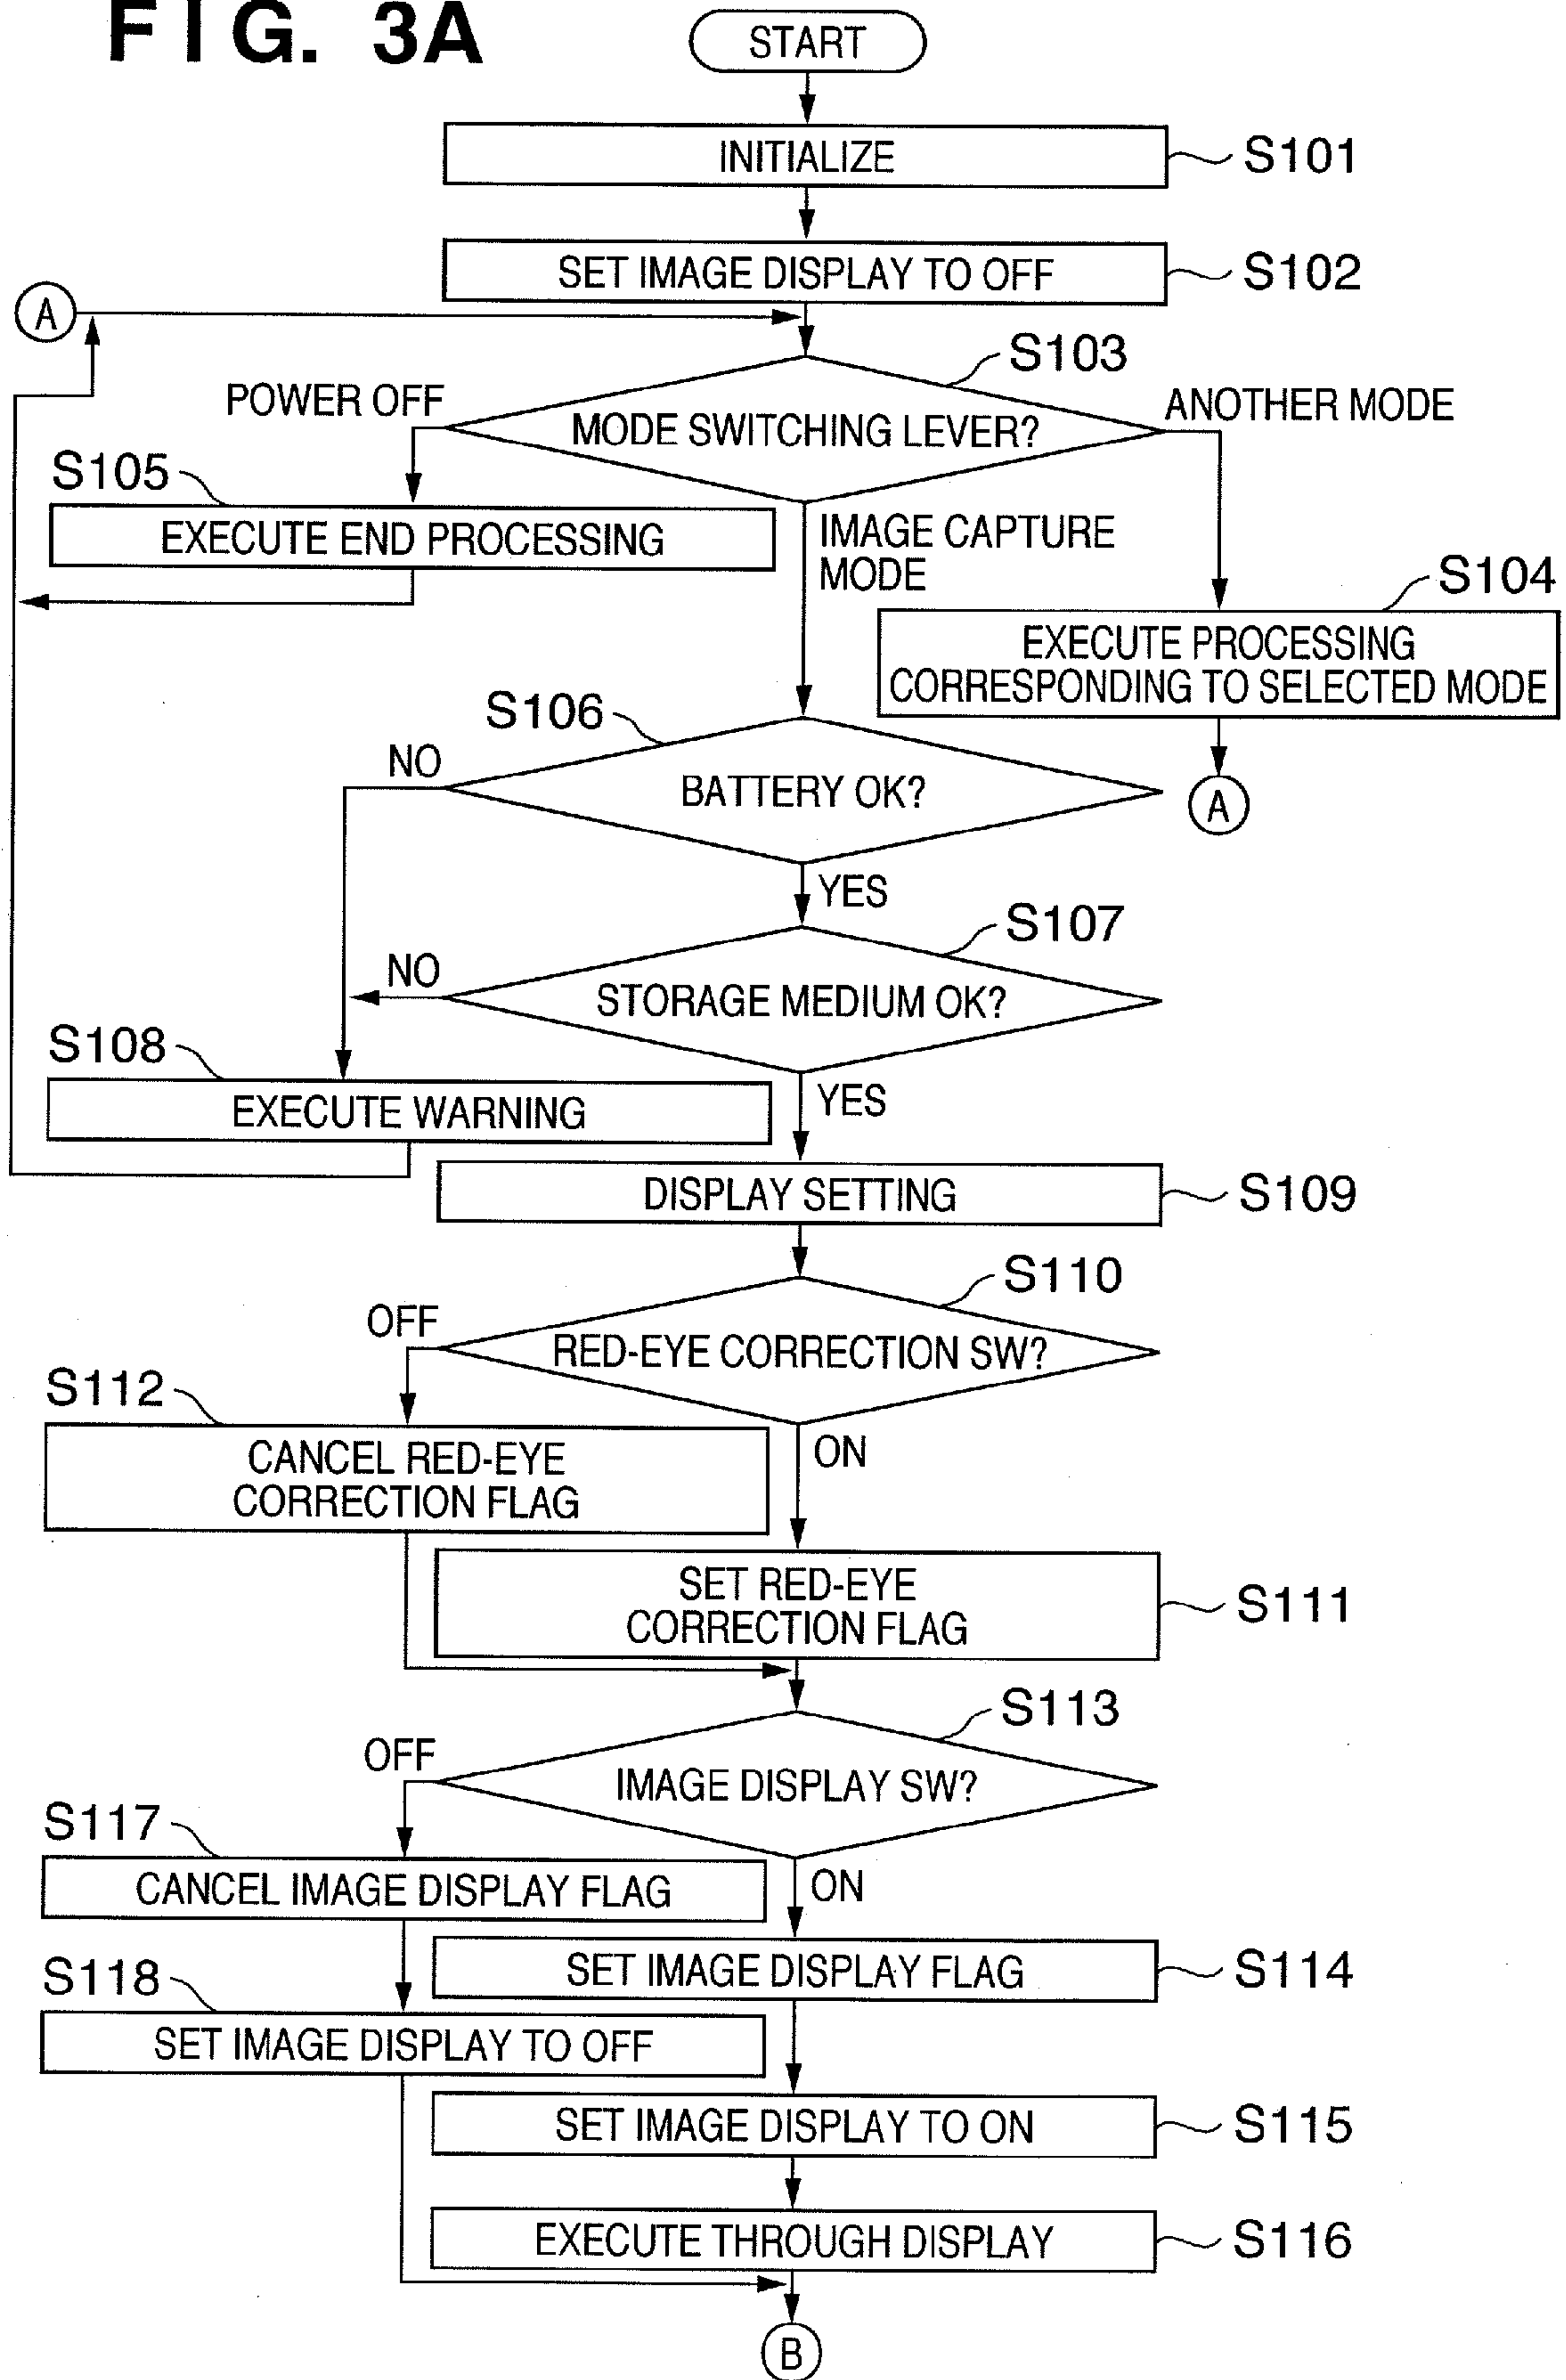 FIG. 3A
START
INITIALIZE
S101
SET IMAGE DISPLAY TO OFF
S102
A
S103
POWER OFF
MODE SWITCHING LEVER?
ANOTHER MODE
S105
EXECUTE END PROCESSING
IMAGE CAPTURE
MODE
S104
EXECUTE PROCESSING
CORRESPONDING TO SELECTED MODE
A
S106
NO
BATTERY OK?
YES
S107
NO
STORAGE MEDIUM OK?
YES
S108
EXECUTE WARNING
DISPLAY SETTING
S109
S110
OFF
RED-EYE CORRECTION SW?
ON
S112
CANCEL RED-EYE
CORRECTION FLAG
SET RED-EYE
CORRECTION FLAG
S111
S113
OFF
IMAGE DISPLAY SW?
ON
S117
CANCEL IMAGE DISPLAY FLAG
SET IMAGE DISPLAY FLAG
S114
S118
SET IMAGE DISPLAY TO OFF
SET IMAGE DISPLAY TO ON
S115
EXECUTE THROUGH DISPLAY
S116
B